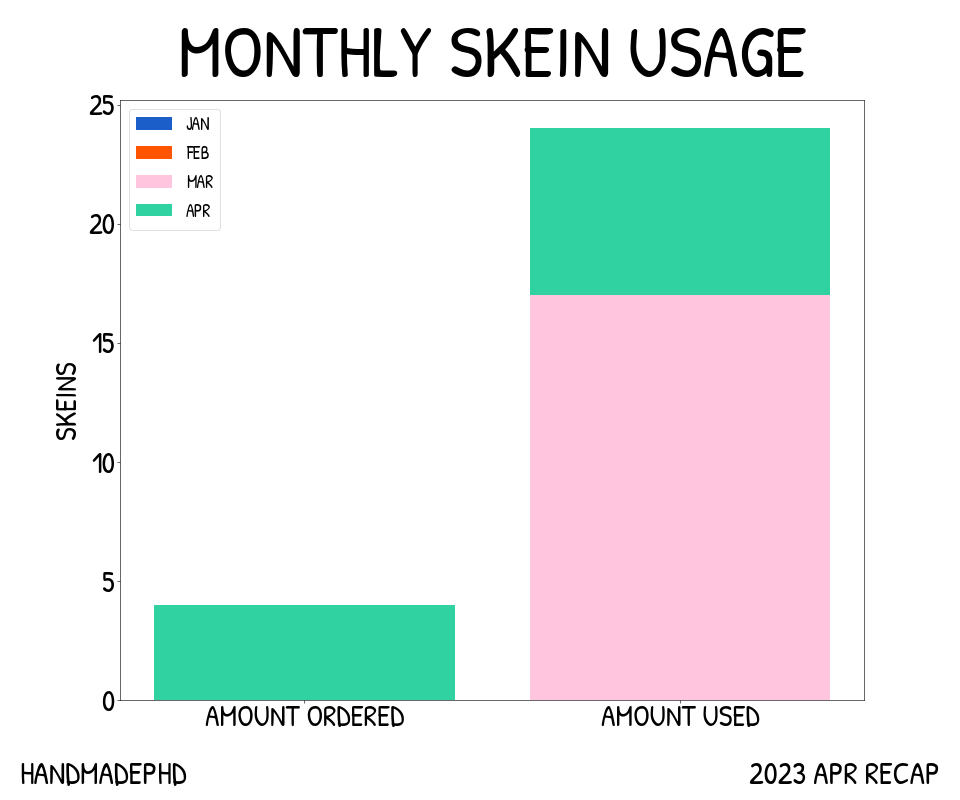 MONTHLY SKEIN USAGE
25
20
15
10
5
0
SKEINS
JAN
FEB
MAR
APR
AMOUNT ORDERED
AMOUNT USED
HANDMADEPHD
2023 APR RECAP